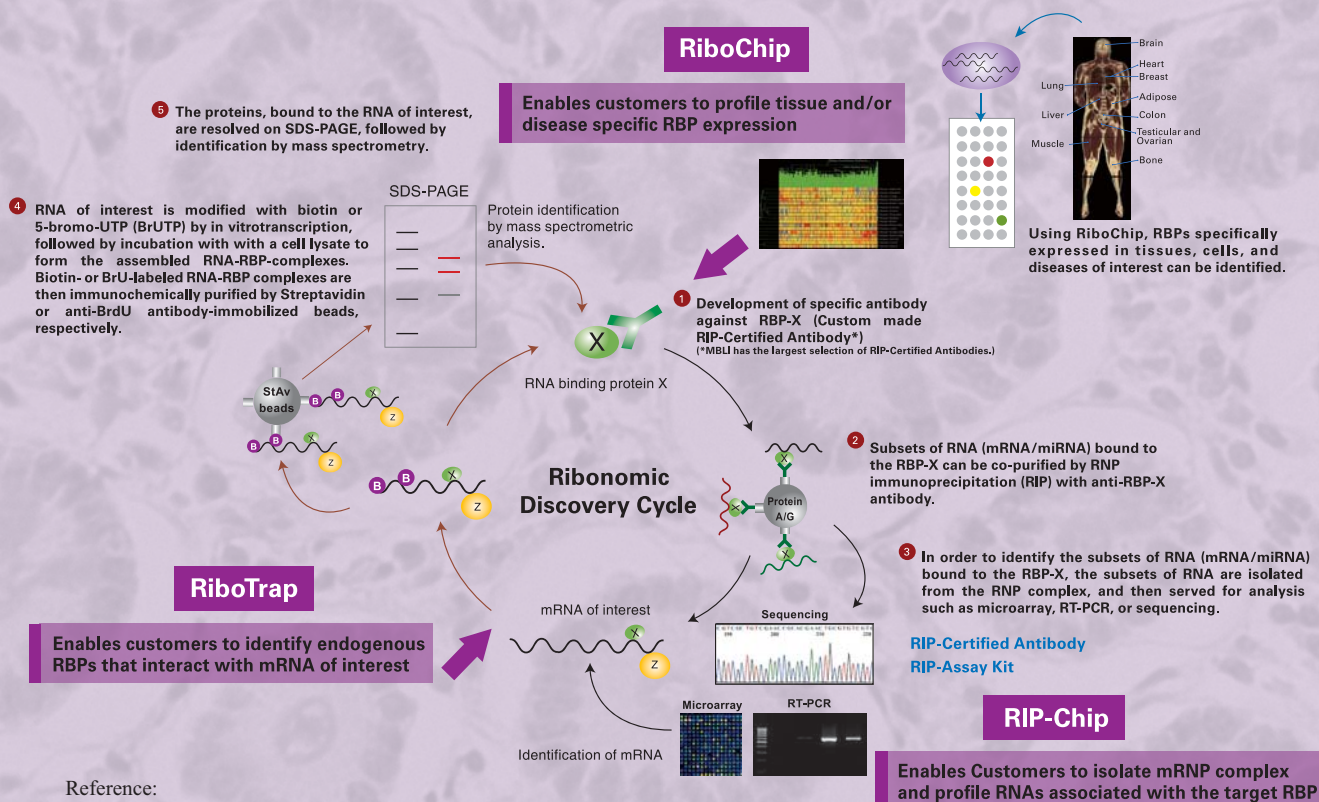 RiboChip
Enables customers to profile tissue and/or
disease specific RBP expression
Brain
Heart
Breast
Lung
Adipose
Liver
Colon
Testicular and
Ovarian
Muscle
Bone
Using RiboChip, RBPs specifically
expressed in tissues, cells, and
diseases of interest can be identified.
5 The proteins, bound to the RNA of interest,
are resolved on SDS-PAGE, followed by
identification by mass spectrometry.
4 RNA of interest is modified with biotin or
5-bromo-UTP (BrUTP) by in vitrotranscription,
followed by incubation with with a cell lysate to
form the assembled RNA-RBP-complexes.
Biotin- or BrU-labeled RNA-RBP complexes are
then immunochemically purified by Streptavidin
or anti-BrdU antibody-immobilized beads,
respectively.
SDS-PAGE
Protein identification
by mass spectrometric
analysis.
1 Development of specific antibody
against RBP-X (Custom made
RIP-Certified Antibody*)
(*MBLI has the largest selection of RIP-Certified Antibodies.)
X
RNA binding protein X
StAv
beads
B B X
Z
B B X
Z
B B X
Z
Ribonomic
Discovery Cycle
X
X
Protein
A/G
X
2 Subsets of RNA (mRNA/miRNA) bound to
the RBP-X can be co-purified by RNP
immunoprecipitation (RIP) with anti-RBP-X
antibody.
3 In order to identify the subsets of RNA (mRNA/miRNA)
bound to the RBP-X, the subsets of RNA are isolated
from the RNP complex, and then served for analysis
such as microarray, RT-PCR, or sequencing.
RIP-Certified Antibody
RIP-Assay Kit
RiboTrap
Enables customers to identify endogenous
RBPs that interact with mRNA of interest
mRNA of interest
X
Z
Sequencing
Microarray
RT-PCR
Identification of mRNA
RIP-Chip
Enables Customers to isolate mRNP complex
and profile RNAs associated with the target RBP
Reference: